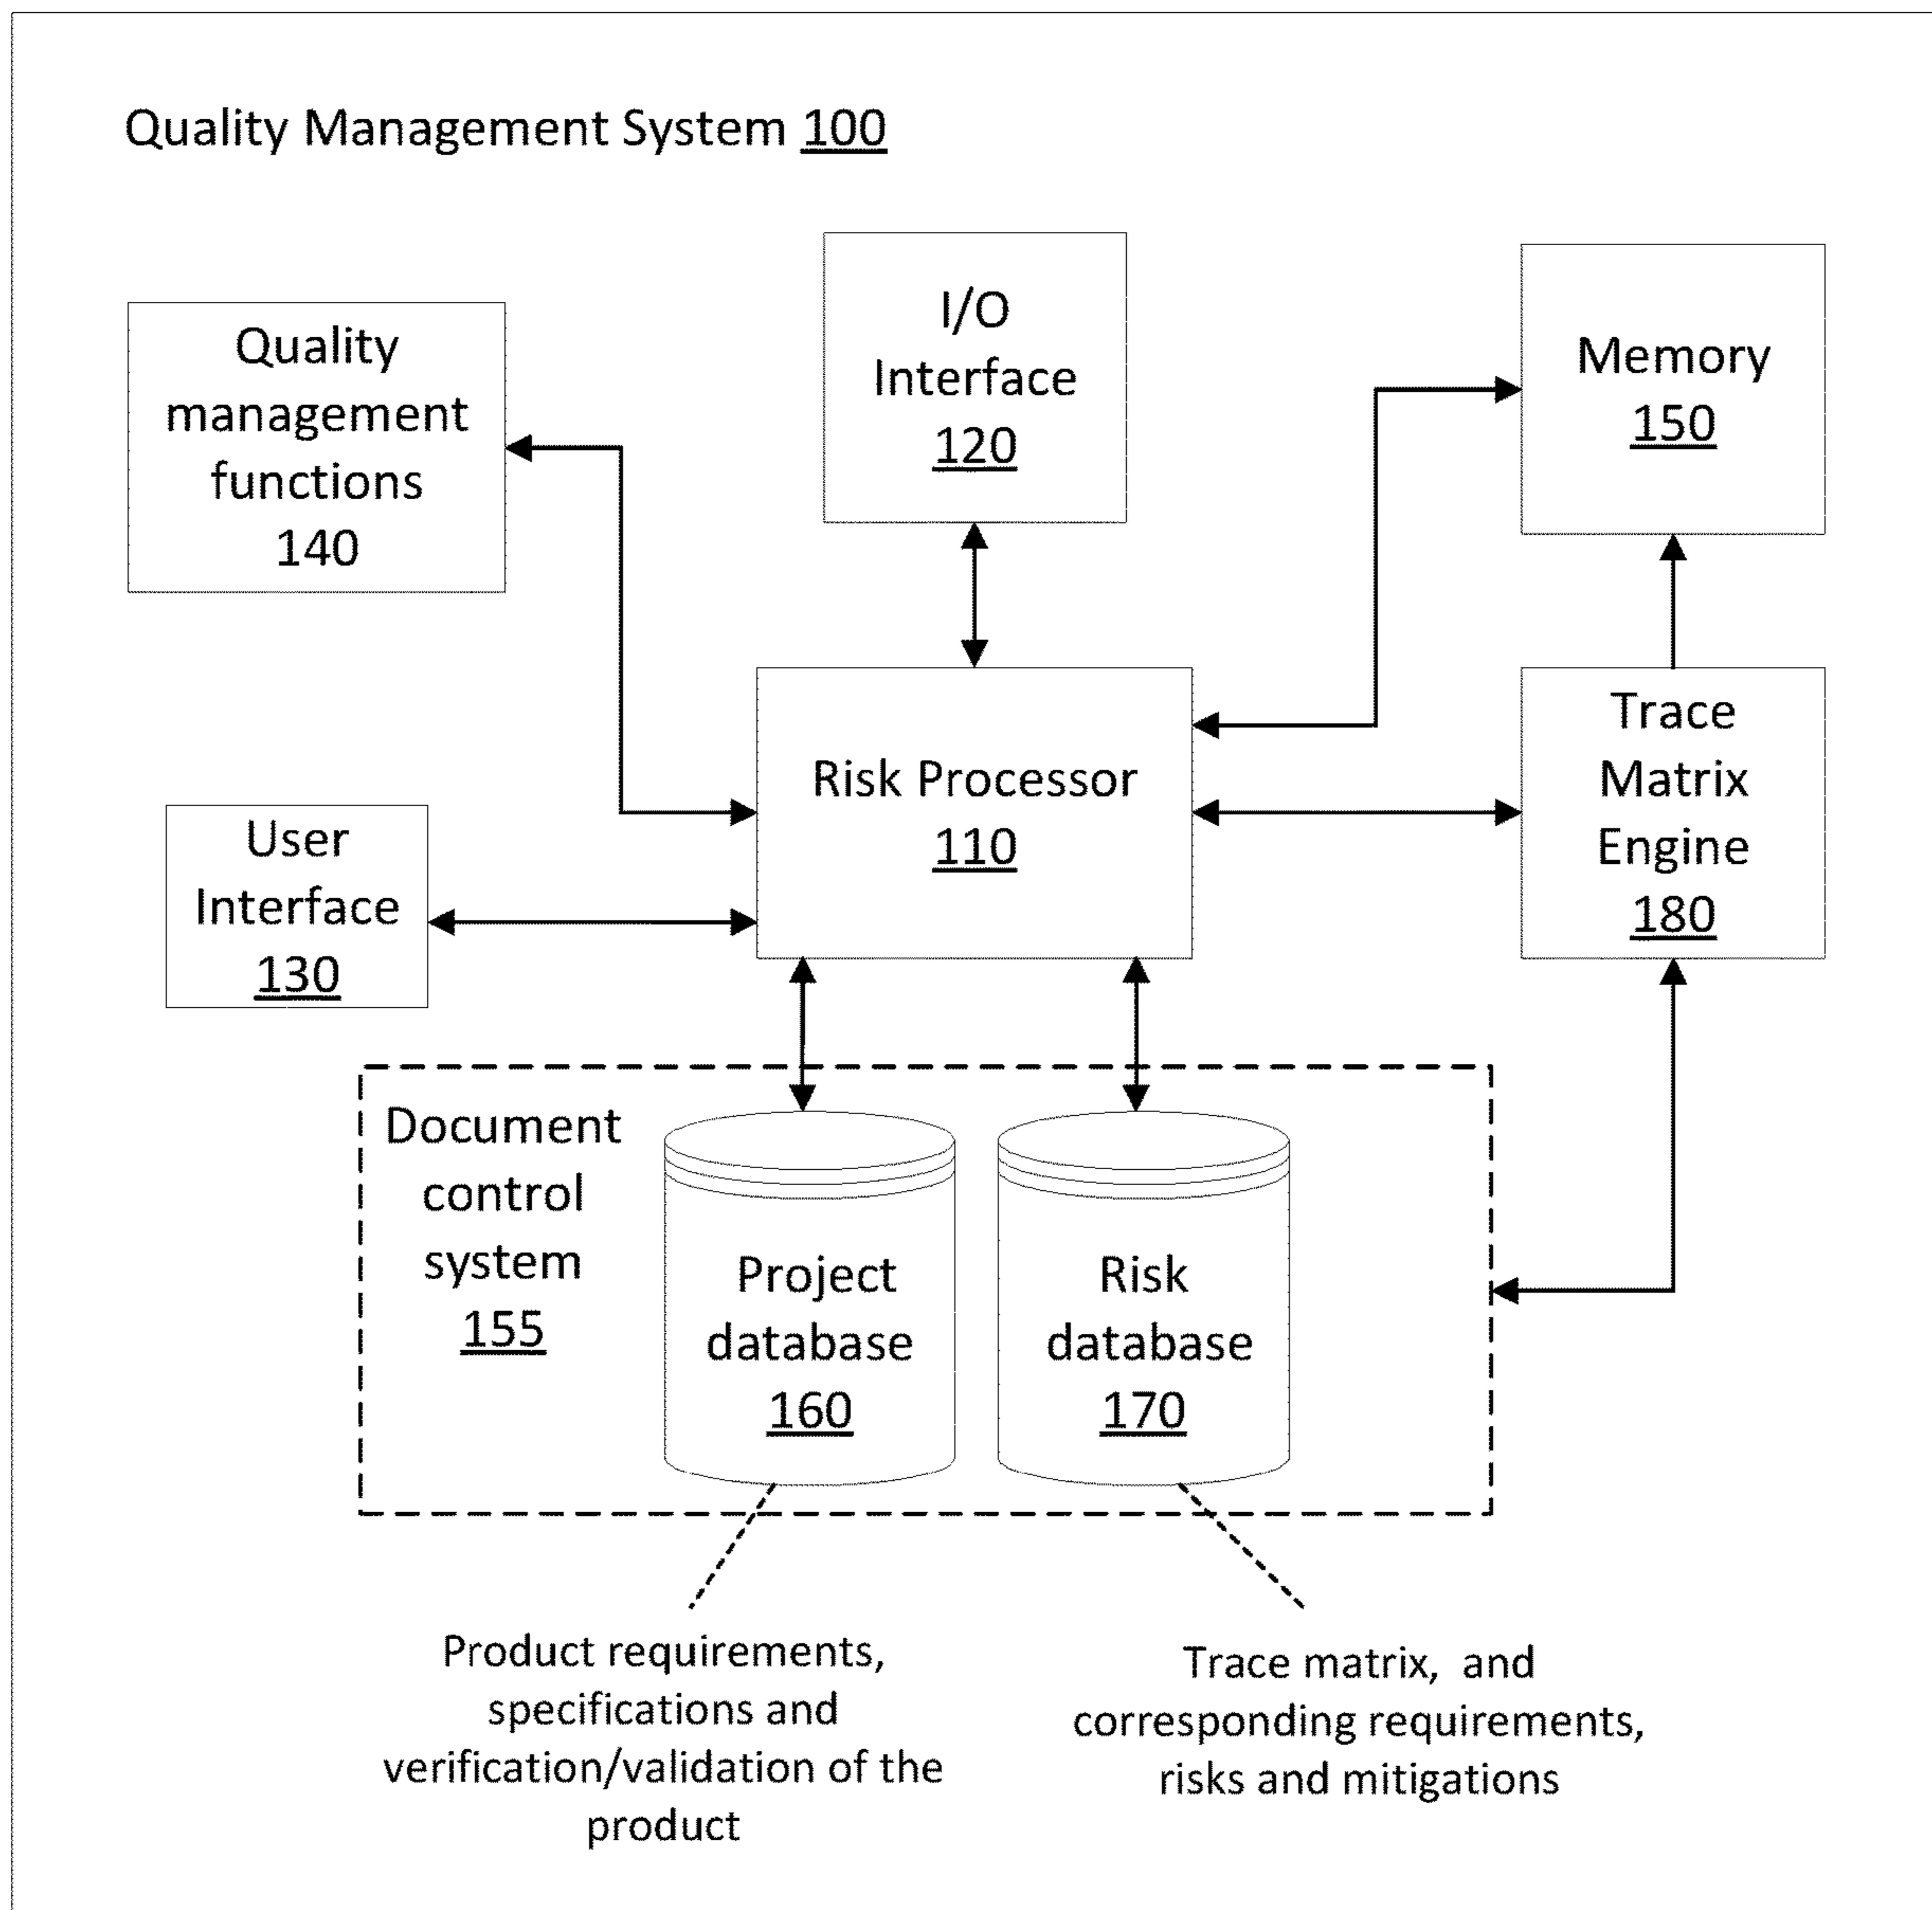 Quality Management System 100
I/O
Interface
120
Memory
150
Quality
management
functions
140
Risk Processor
110
Trace
Matrix
Engine
180
User
Interface
130
Document
control
system
155
Project
database
160
Risk
database
170
Product requirements,
specifications and
verification/validation of the
product
Trace matrix,  and
corresponding requirements,
risks and mitigations